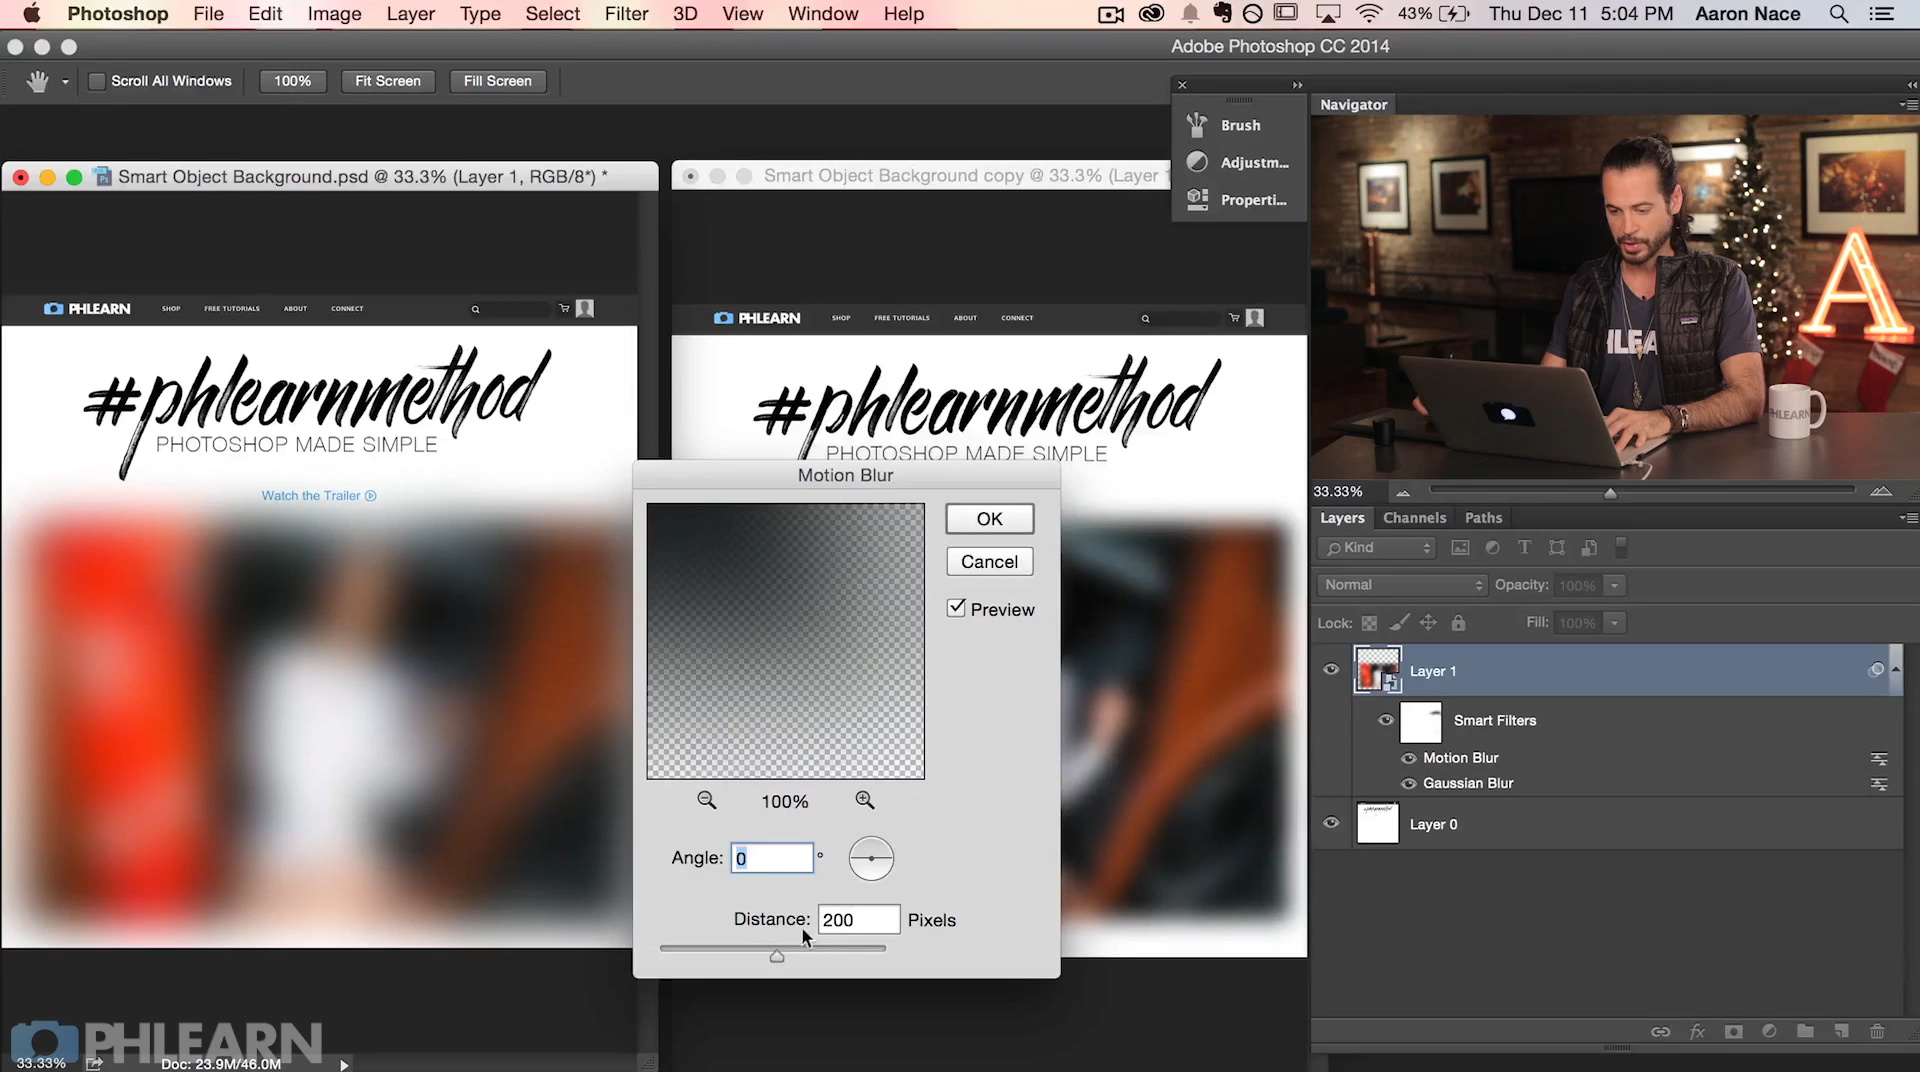 Photoshop File Edit Image Layer Type Select Filter 3D View Window Help 43% Thu Dec 11 5:04 PM Aaron Nace
Adobe Photoshop CC 2014
Scroll All Windows 100% Fit Screen Fill Screen
Brush
Adjustm...
Properti...
Navigator
Smart Object Background.psd @ 33.3% (Layer 1, RGB/8*) *
Smart Object Background copy @ 33.3% (Layer 1
PHLEARN SHOP FREE TUTORIALS ABOUT CONNECT
#phlearnmethod
PHOTOSHOP MADE SIMPLE
Watch the Trailer
PHLEARN SHOP FREE TUTORIALS ABOUT CONNECT
#phlearnmethod
PHOTOSHOP MADE SIMPLE
Motion Blur
OK
Cancel
Preview
100%
Angle: 0 °
Distance: 200 Pixels
A
PHLEARN
33.33%
Layers Channels Paths
Kind
Normal Opacity: 100%
Lock: Fill: 100%
Layer 1
Smart Filters
Motion Blur
Gaussian Blur
Layer 0
fx
PHLEARN
33.33% Doc: 23.9M/46.0M